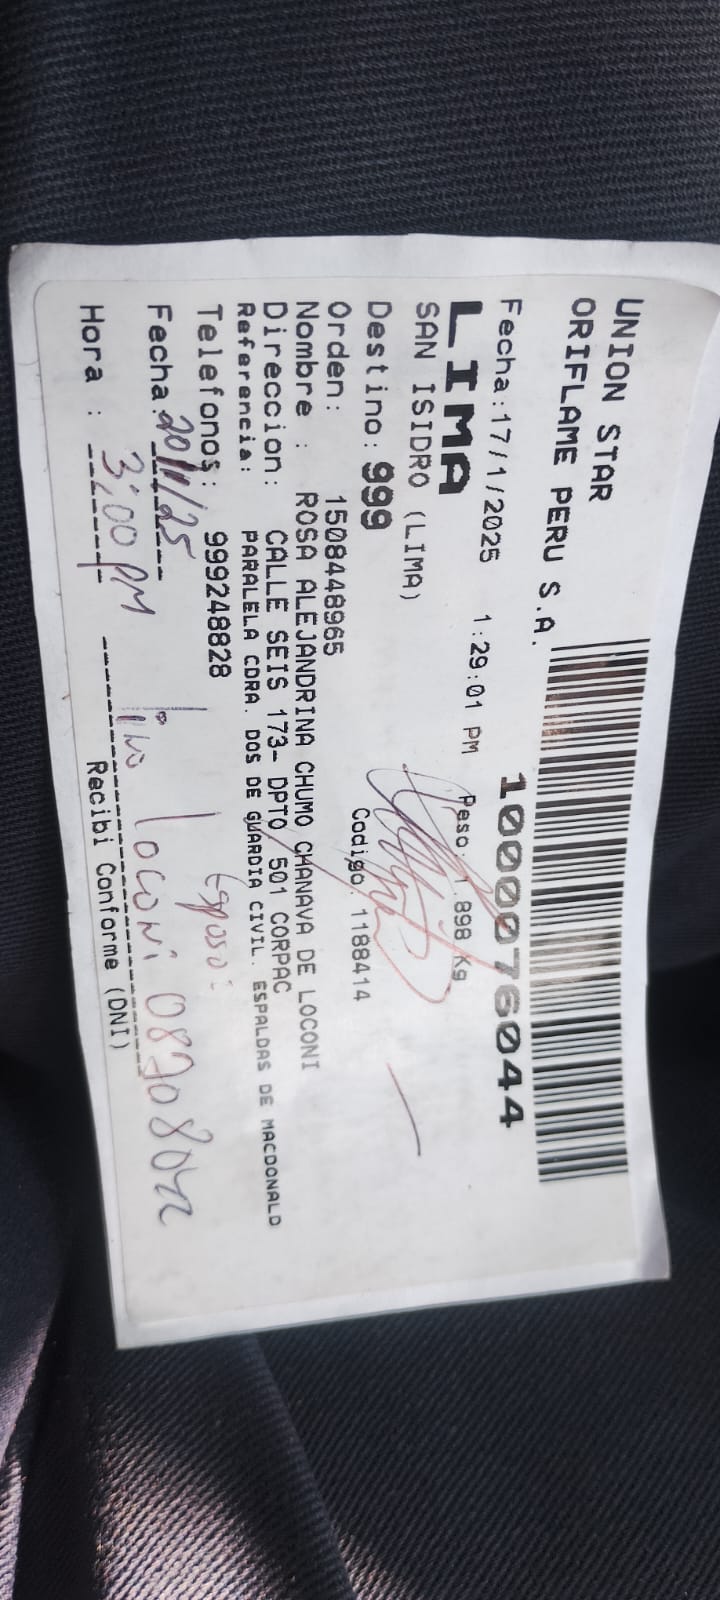 UNION STAR
ORIFLAME PERU S.A.
1000076044
Fecha:17/1/2025 1:29:01 PM Peso: 1.898 Kg
LIMA
SAN ISIDRO (LIMA)
Destino: 999 Codigo 1188414
Orden: 1508448965
Nombre : ROSA ALEJANDRINA CHUMO CHANAVA DE LOCONI
Direccion: CALLE SEIS 173- DPTO 501 CORPAC
Referencia: PARALELA CDRA. DOS DE GUARDIA CIVIL. ESPALDAS DE MACDONALD
Telefonos: 999248828 Esposo:
Fecha: 20/1/25 Loconi
Hora : 3:00 PM
Recibi Conforme (DNI)